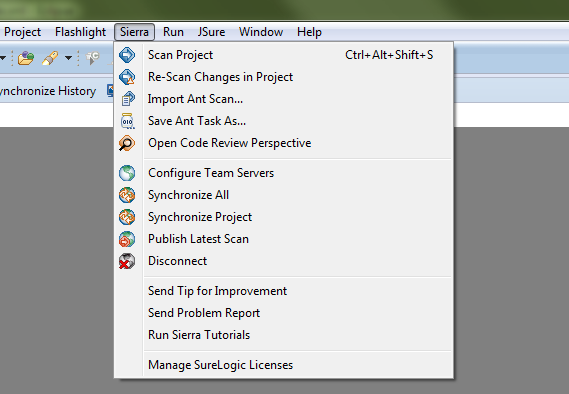 Project Flashlight Sierra Run JSure Window Help
ynchronize History
Scan Project Ctrl+Alt+Shift+S
Re-Scan Changes in Project
Import Ant Scan...
Save Ant Task As...
Open Code Review Perspective
Configure Team Servers
Synchronize All
Synchronize Project
Publish Latest Scan
Disconnect
Send Tip for Improvement
Send Problem Report
Run Sierra Tutorials
Manage SureLogic Licenses